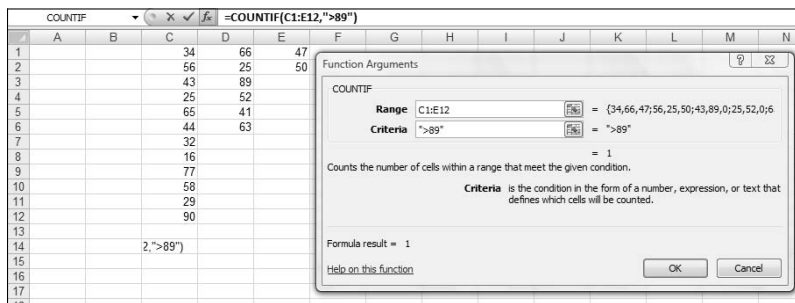 COUNTIF =COUNTIF(C1:E12,">89")
A B C D E F G H I J K L M N
1 34 66 47
2 56 25 50
3 43 89
4 25 52
5 65 41
6 44 63
7 32
8 16
9 77
10 58
11 29
12 90
13
14 2,">89")
15
16
17
Function Arguments
COUNTIF
Range C1:E12 = {34,66,47;56,25,50;43,89,0;25,52,0;6
Criteria ">89" = ">89"
= 1
Counts the number of cells within a range that meet the given condition.
Criteria is the condition in the form of a number, expression, or text that
defines which cells will be counted.
Formula result = 1
Help on this function
OK Cancel